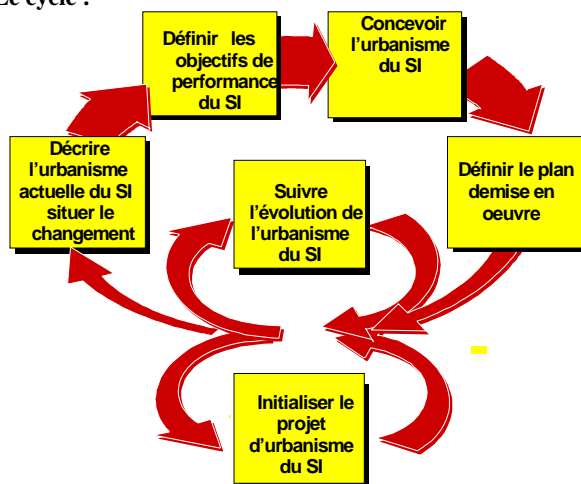 Le cycle :
Définir les
objectifs de
performance
du SI
Concevoir
l'urbanisme
du SI
Décrire
l'urbanisme
actuelle du SI
situer le
changement
Suivre
l'évolution de
l'urbanisme
du SI
Définir le plan
demise en
oeuvre
Initialiser le
projet
d'urbanisme
du SI